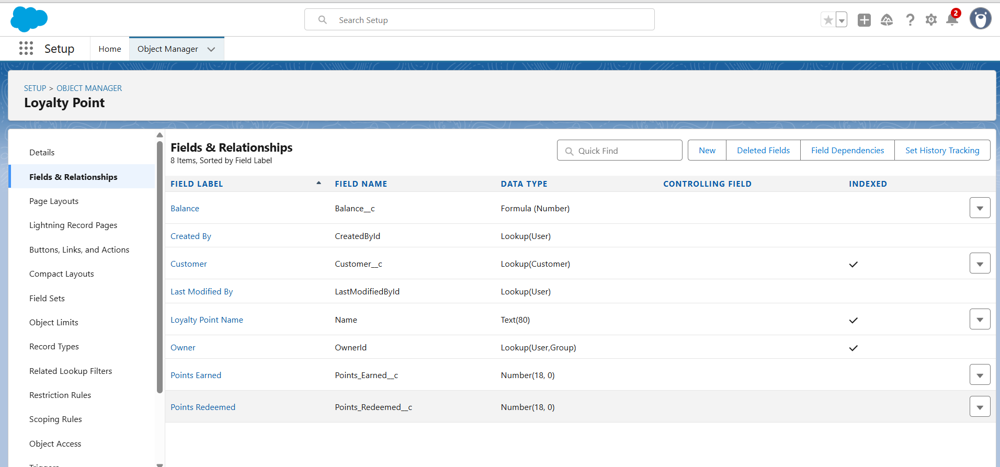 Search Setup
2
Setup
Home
Object Manager
SETUP > OBJECT MANAGER
Loyalty Point
Details
Fields & Relationships
Page Layouts
Lightning Record Pages
Buttons, Links, and Actions
Compact Layouts
Field Sets
Object Limits
Record Types
Related Lookup Filters
Restriction Rules
Scoping Rules
Object Access
Fields & Relationships
8 Items, Sorted by Field Label
Quick Find
New Deleted Fields Field Dependencies Set History Tracking
FIELD LABEL FIELD NAME DATA TYPE CONTROLLING FIELD INDEXED
Balance Balance__c Formula (Number)
Created By CreatedById Lookup(User)
Customer Customer__c Lookup(Customer)
Last Modified By LastModifiedById Lookup(User)
Loyalty Point Name Name Text(80)
Owner OwnerId Lookup(User,Group)
Points Earned Points_Earned__c Number(18, 0)
Points Redeemed Points_Redeemed__c Number(18, 0)